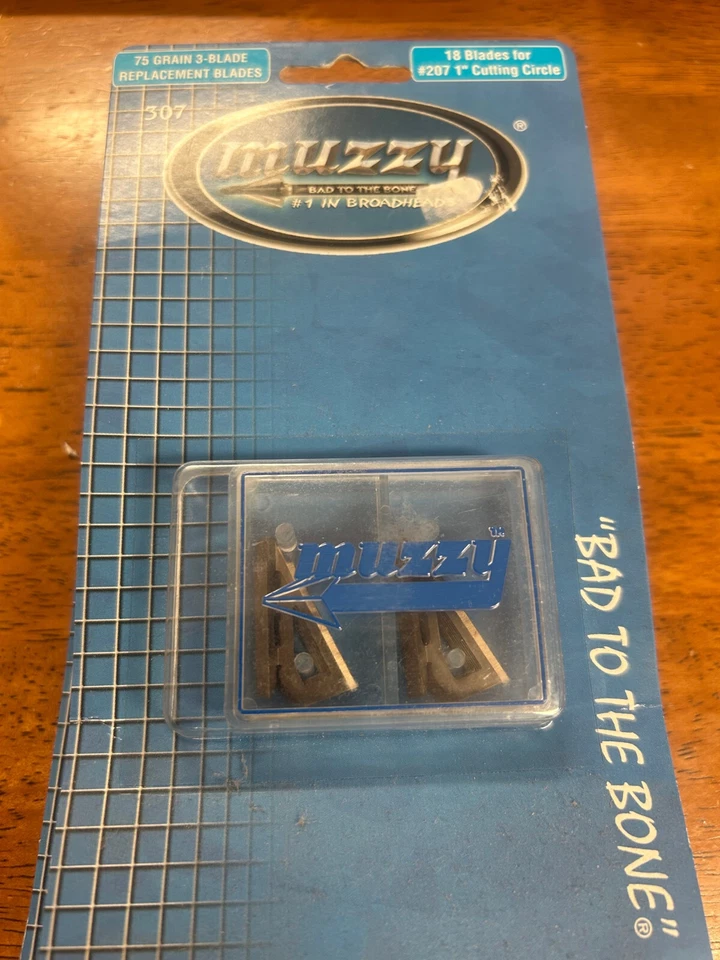 75 GRAIN 3-BLADE
REPLACEMENT BLADES
18 Blades for
#207 1" Cutting Circle
307
muzzy
®
BAD TO THE BONE
#1 IN BROADHEADS
muzzy
TM
"BAD TO THE BONE"®